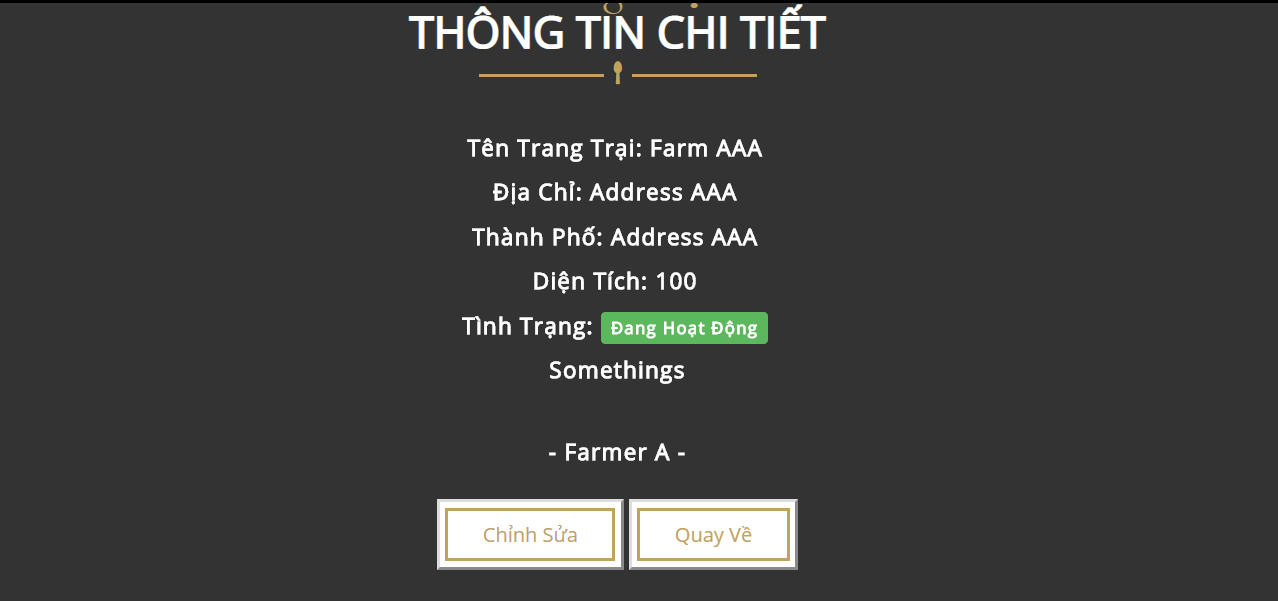 THÔNG TIN CHI TIẾT
Tên Trang Trại: Farm AAA
Địa Chỉ: Address AAA
Thành Phố: Address AAA
Diện Tích: 100
Tình Trạng: Đang Hoạt Động
Somethings
- Farmer A -
Chỉnh Sửa Quay Về